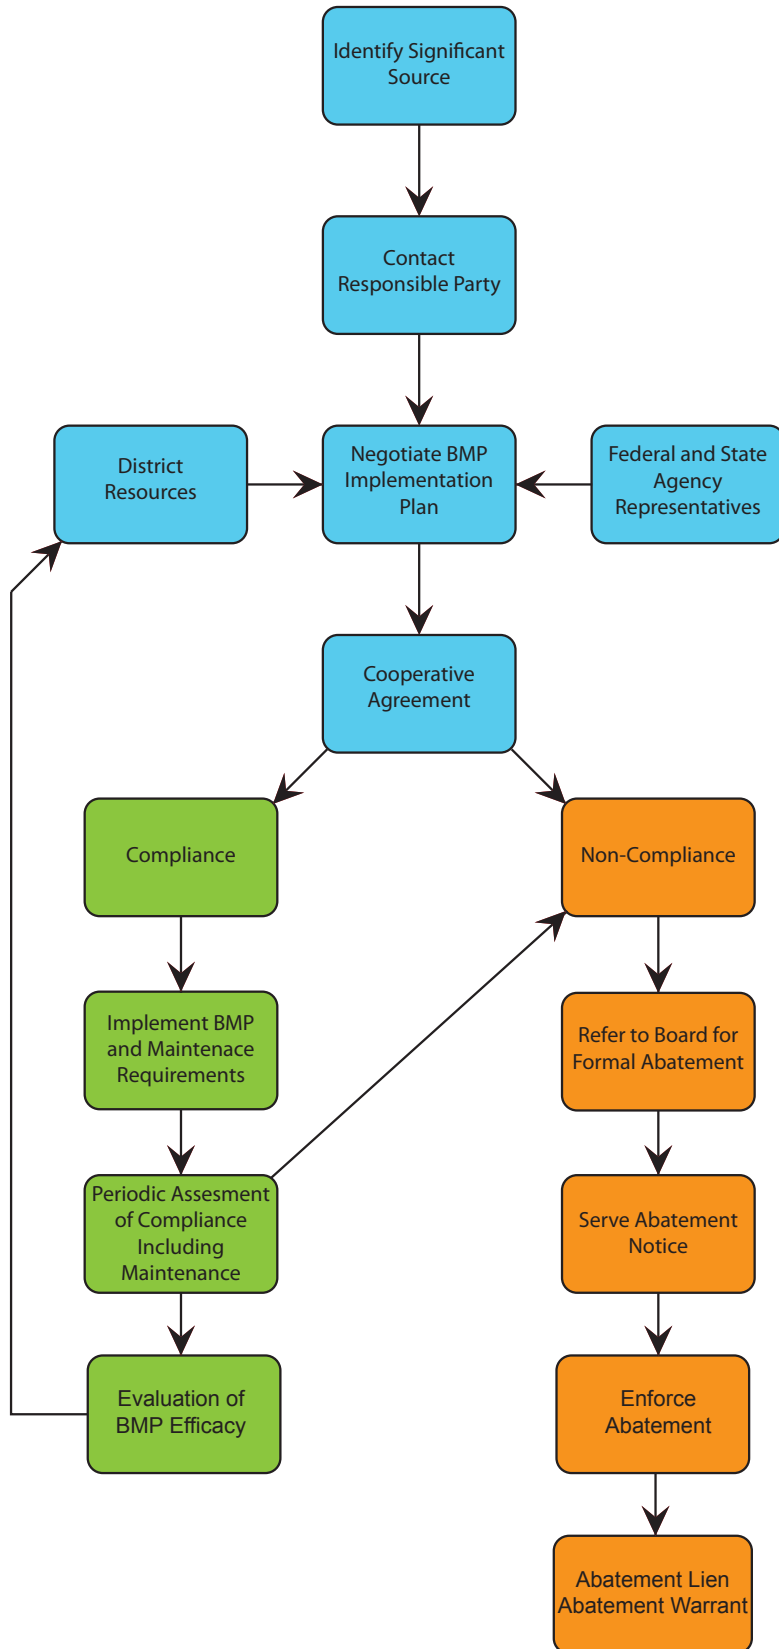 Identify Significant
Source
Contact
Responsible Party
District
Resources
Negotiate BMP
Implementation
Plan
Federal and State
Agency
Representatives
Cooperative
Agreement
Compliance
Non-Compliance
Implement BMP
and Maintenace
Requirements
Refer to Board for
Formal Abatement
Periodic Assesment
of Compliance
Including
Maintenance
Serve Abatement
Notice
Evaluation of
BMP Efficacy
Enforce
Abatement
Abatement Lien
Abatement Warrant